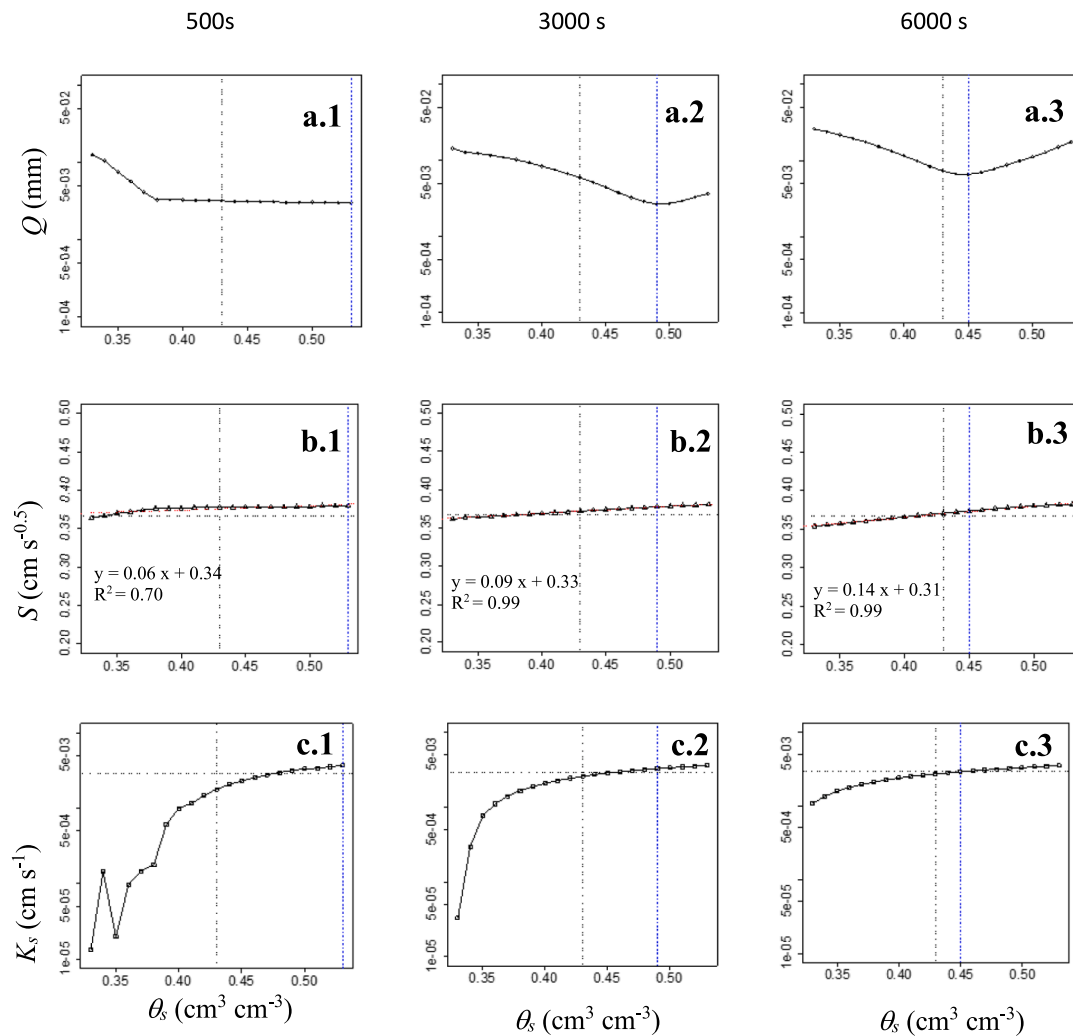 500s 3000 s 6000 s
a.1 a.2 a.3
Q (mm)
5e-02 5e-03 5e-04 1e-04
5e-02 5e-03 5e-04 1e-04
5e-02 5e-03 5e-04 1e-04
0.35 0.40 0.45 0.50 0.35 0.40 0.45 0.50 0.35 0.40 0.45 0.50
b.1 b.2 b.3
S (cm s⁻⁰·⁵)
0.50 0.45 0.40 0.35 0.30 0.25 0.20
0.50 0.45 0.40 0.35 0.30 0.25 0.20
0.50 0.45 0.40 0.35 0.30 0.25 0.20
y = 0.06 x + 0.34 y = 0.09 x + 0.33 y = 0.14 x + 0.31
R² = 0.70 R² = 0.99 R² = 0.99
0.35 0.40 0.45 0.50 0.35 0.40 0.45 0.50 0.35 0.40 0.45 0.50
c.1 c.2 c.3
Kₛ (cm s⁻¹)
5e-03 5e-04 5e-05 1e-05
5e-03 5e-04 5e-05 1e-05
5e-03 5e-04 5e-05 1e-05
0.35 0.40 0.45 0.50 0.35 0.40 0.45 0.50 0.35 0.40 0.45 0.50
θₛ (cm³ cm⁻³) θₛ (cm³ cm⁻³) θₛ (cm³ cm⁻³)